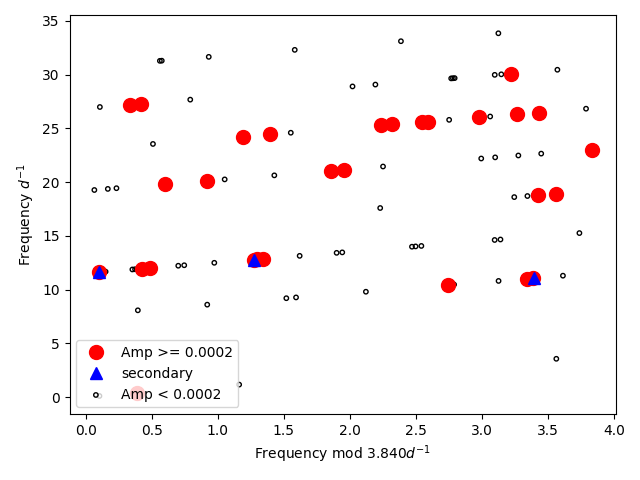 35
30
25
20
15
10
5
0
Frequency d⁻¹
Amp >= 0.0002
secondary
Amp < 0.0002
0.0 0.5 1.0 1.5 2.0 2.5 3.0 3.5 4.0
Frequency mod 3.840d⁻¹